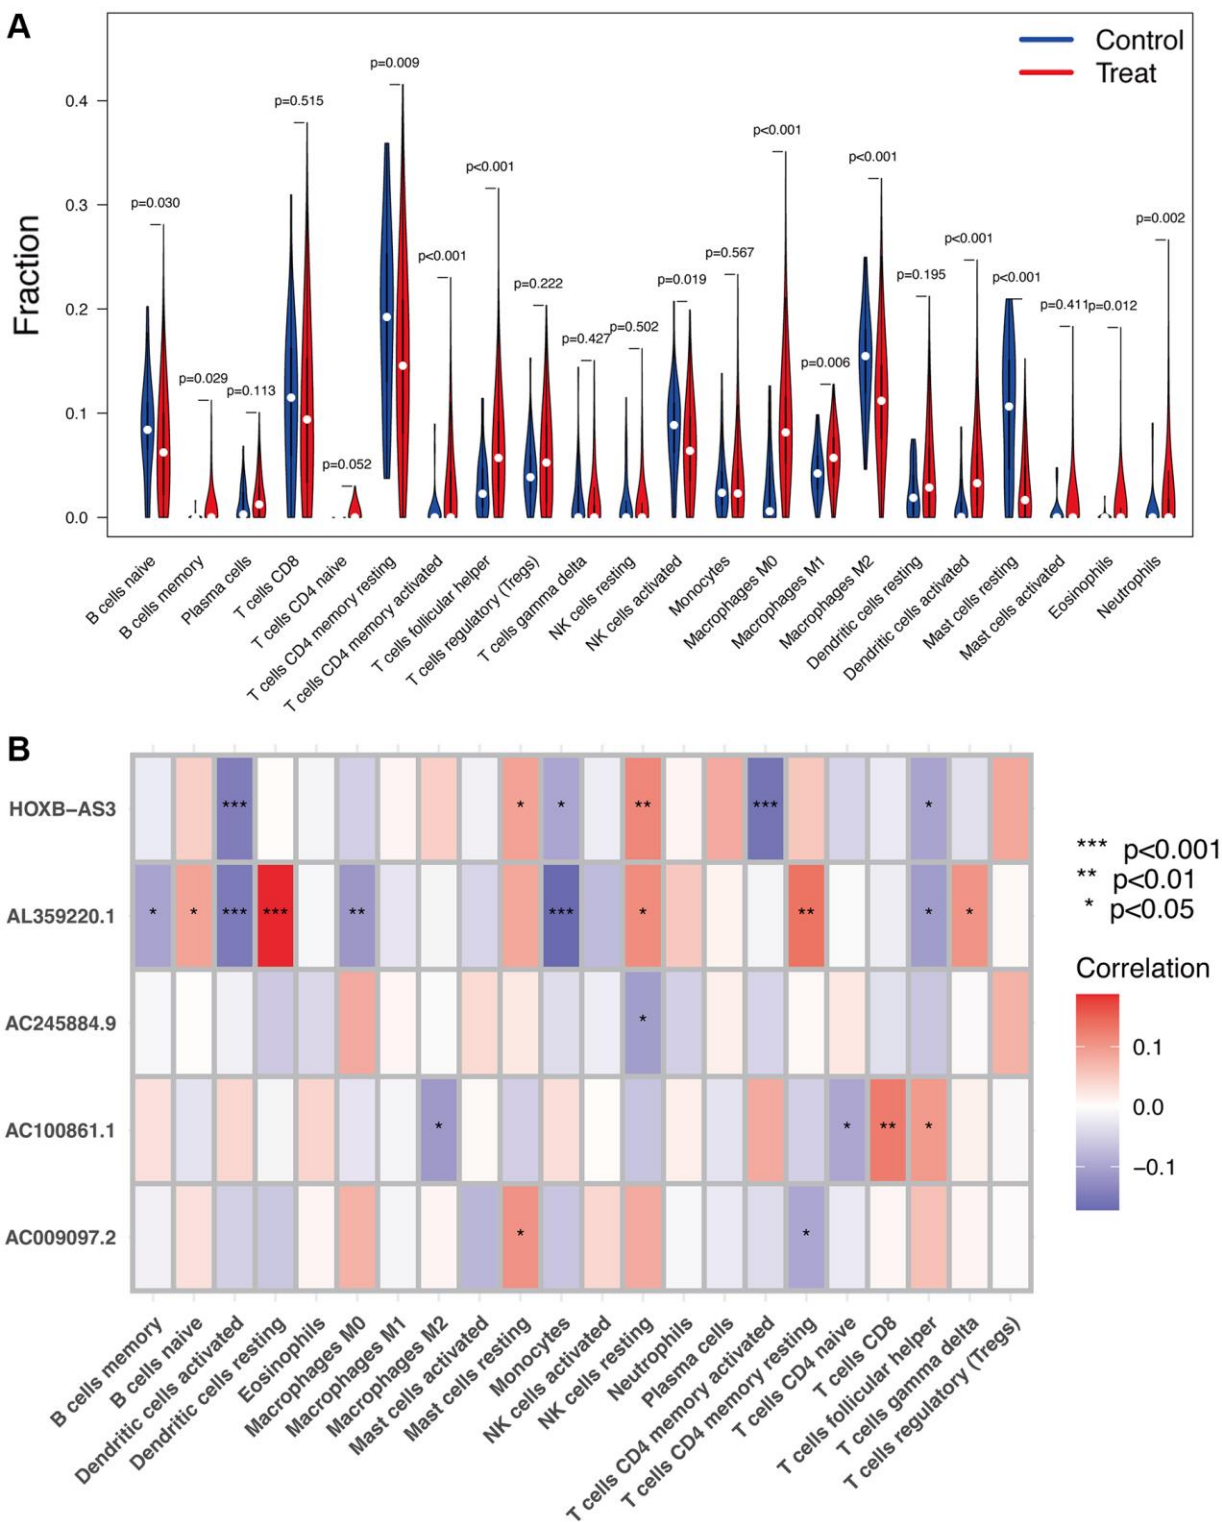 A
Control
Treat
Fraction
0.4
0.3
0.2
0.1
0.0
p=0.030
p=0.029
p=0.113
p=0.515
p=0.052
p=0.009
p<0.001
p<0.001
p=0.222
p=0.427
p=0.502
p=0.019
p=0.567
p<0.001
p=0.006
p<0.001
p=0.195
p<0.001
p<0.001
p=0.411
p=0.012
p=0.002
B cells naive
B cells memory
Plasma cells
T cells CD8
T cells CD4 naive
T cells CD4 memory resting
T cells CD4 memory activated
T cells follicular helper
T cells regulatory (Tregs)
T cells gamma delta
NK cells resting
NK cells activated
Monocytes
Macrophages M0
Macrophages M1
Macrophages M2
Dendritic cells resting
Dendritic cells activated
Mast cells resting
Mast cells activated
Eosinophils
Neutrophils
B
HOXB-AS3
*** * * ** *** *
AL359220.1
* * *** *** ** *** * ** * *
AC245884.9
*
AC100861.1
* * ** *
AC009097.2
* *
*** p<0.001
** p<0.01
* p<0.05
Correlation
0.1
0.0
-0.1
B cells memory
B cells naive
Dendritic cells activated
Dendritic cells resting
Eosinophils
Macrophages M0
Macrophages M1
Macrophages M2
Mast cells activated
Mast cells resting
Monocytes
NK cells activated
NK cells resting
Neutrophils
Plasma cells
T cells CD4 memory activated
T cells CD4 memory resting
T cells CD4 naive
T cells CD8
T cells follicular helper
T cells gamma delta
T cells regulatory (Tregs)